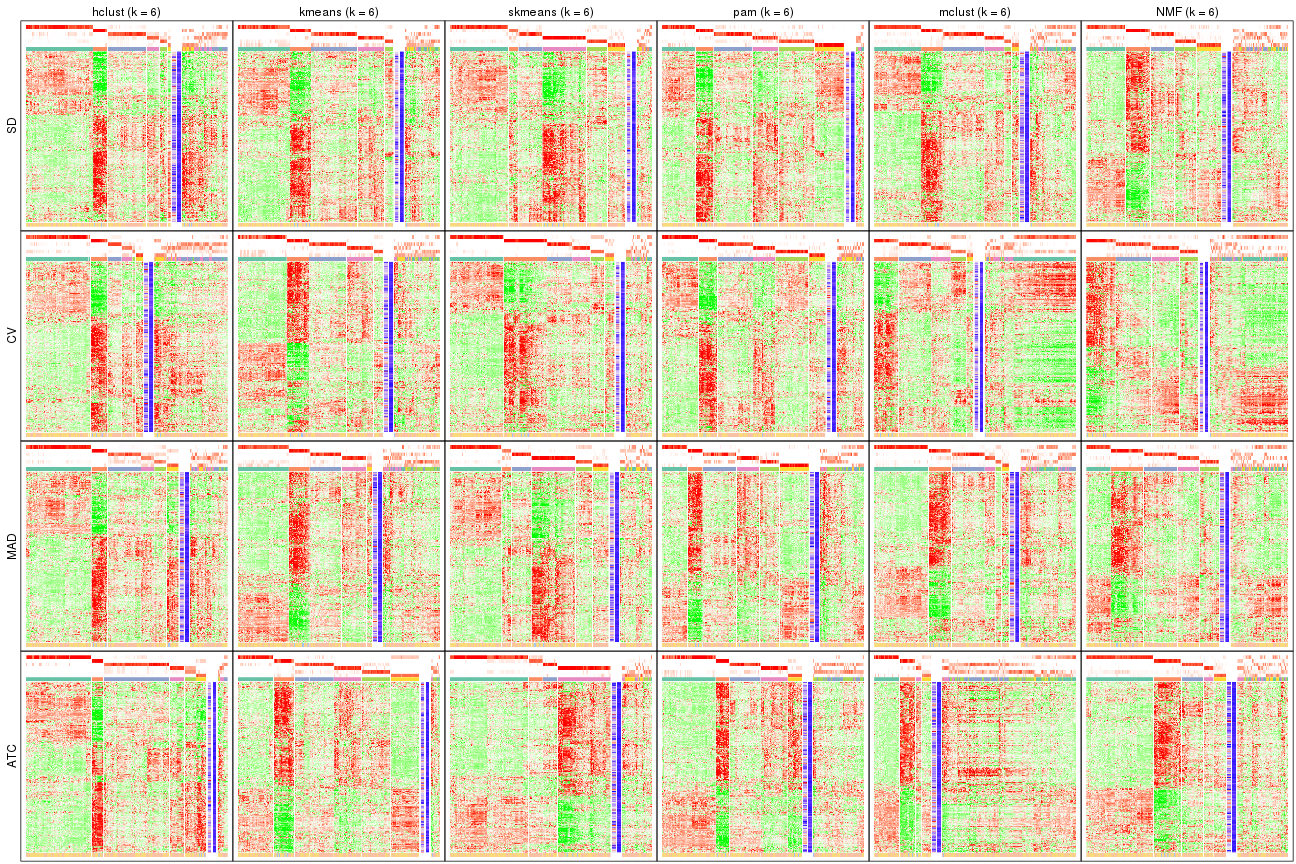 hclust (k = 6) kmeans (k = 6) skmeans (k = 6) pam (k = 6) mclust (k = 6) NMF (k = 6)
SD
CV
MAD
ATC